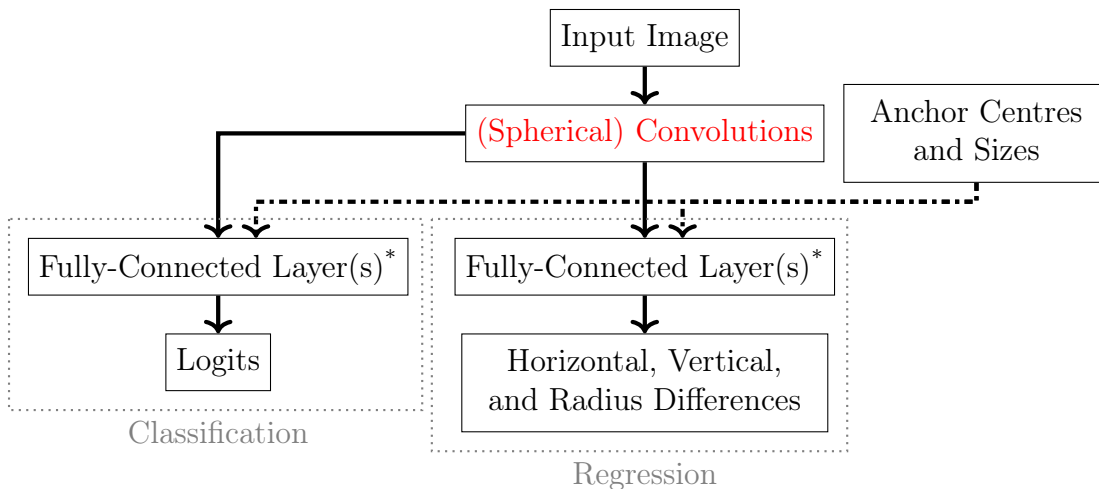 Input Image
(Spherical) Convolutions
Anchor Centres
and Sizes
Fully-Connected Layer(s)*
Fully-Connected Layer(s)*
Logits
Horizontal, Vertical,
and Radius Differences
Classification
Regression